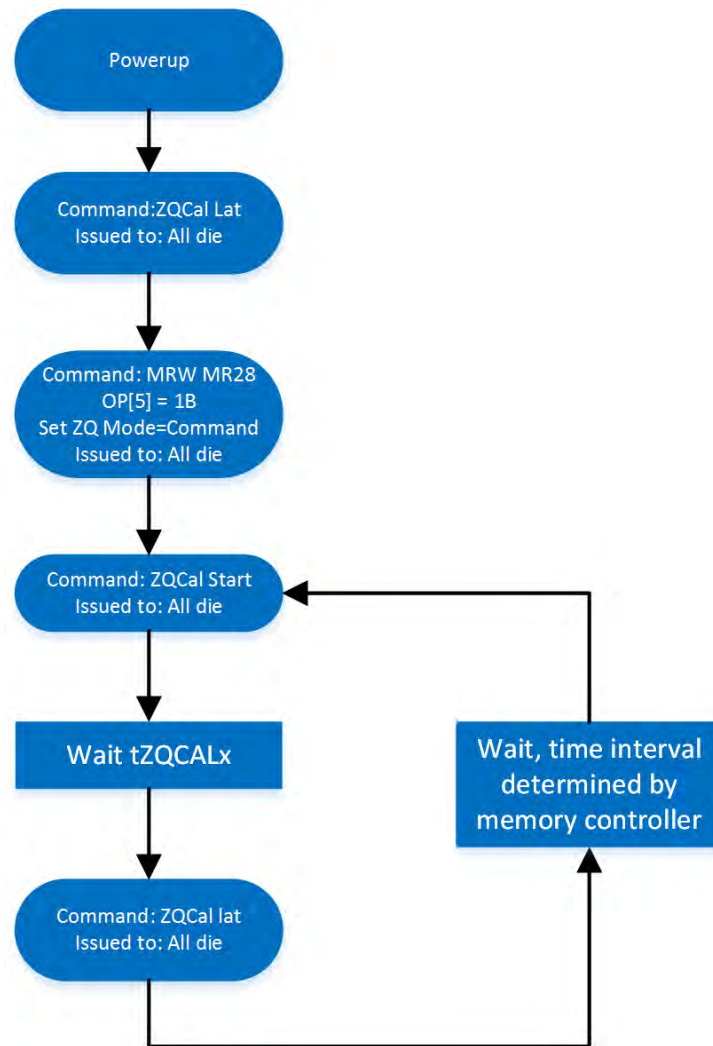 Powerup
Command:ZQCal Lat
Issued to: All die
Command: MRW MR28
OP[5] = 1B
Set ZQ Mode=Command
Issued to: All die
Command: ZQCal Start
Issued to: All die
Wait tZQCALx
Wait, time interval
determined by
memory controller
Command: ZQCal lat
Issued to: All die